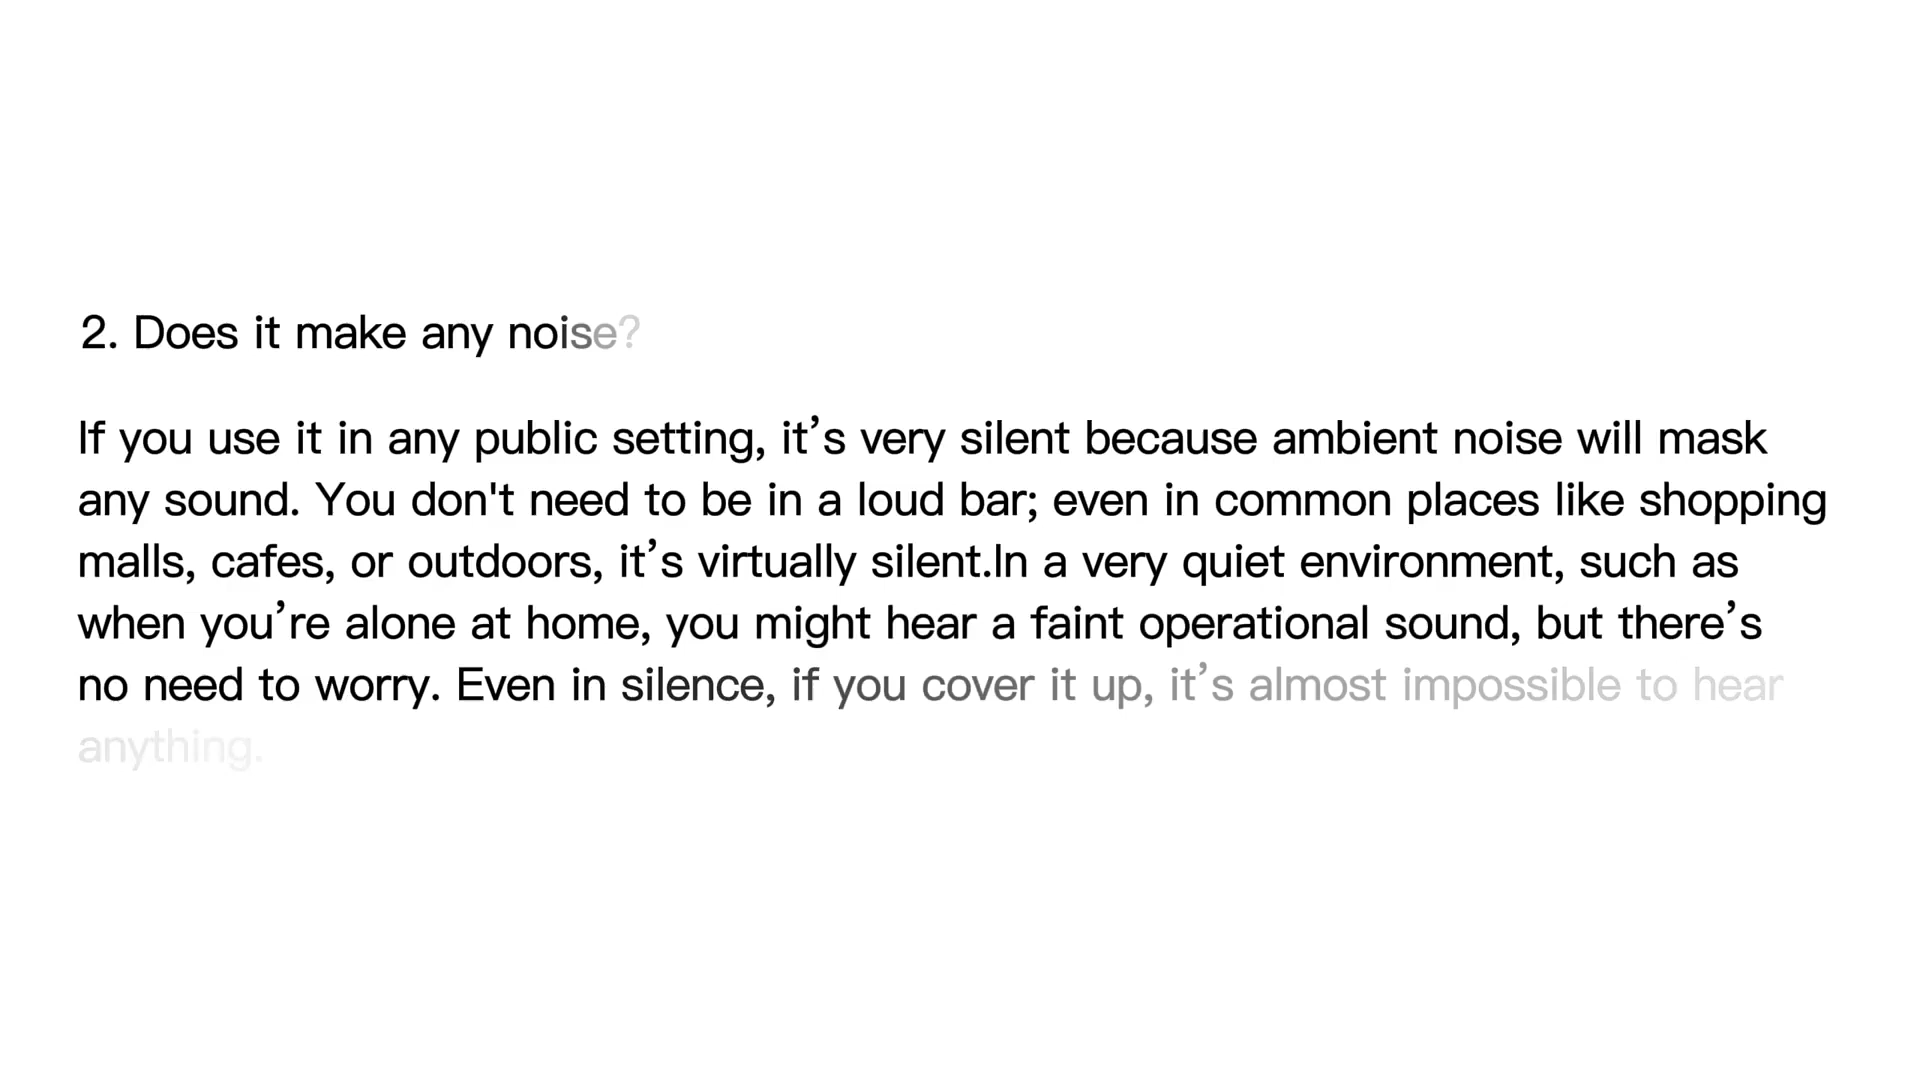 2. Does it make any noise?
If you use it in any public setting, it’s very silent because ambient noise will mask
any sound. You don't need to be in a loud bar; even in common places like shopping
malls, cafes, or outdoors, it’s virtually silent.In a very quiet environment, such as
when you’re alone at home, you might hear a faint operational sound, but there’s
no need to worry. Even in silence, if you cover it up, it’s almost impossible to hear
anything.